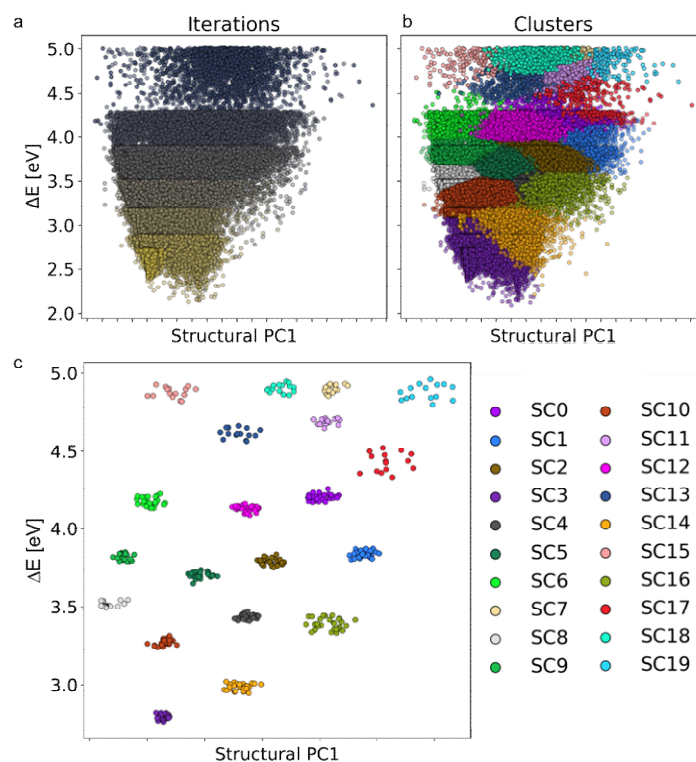 a
Iterations
b
Clusters
5.0
4.5
4.0
3.5
3.0
2.5
2.0
ΔE [eV]
Structural PC1
Structural PC1
c
5.0
4.5
4.0
3.5
3.0
ΔE [eV]
Structural PC1
SC0
SC1
SC2
SC3
SC4
SC5
SC6
SC7
SC8
SC9
SC10
SC11
SC12
SC13
SC14
SC15
SC16
SC17
SC18
SC19